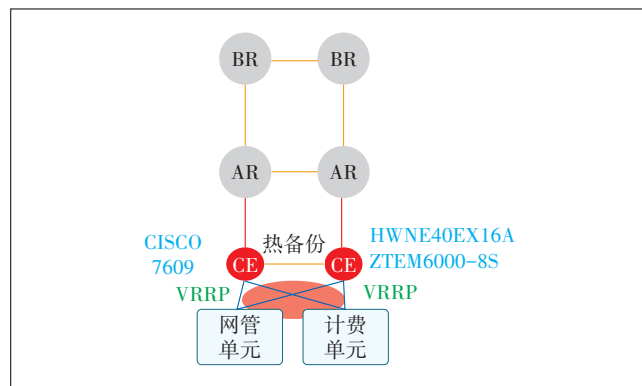 BR
BR
AR
AR
CISCO
7609
热备份
HWNE40EX16A
ZTEM6000-8S
CE
CE
VRRP
VRRP
网管
单元
计费
单元